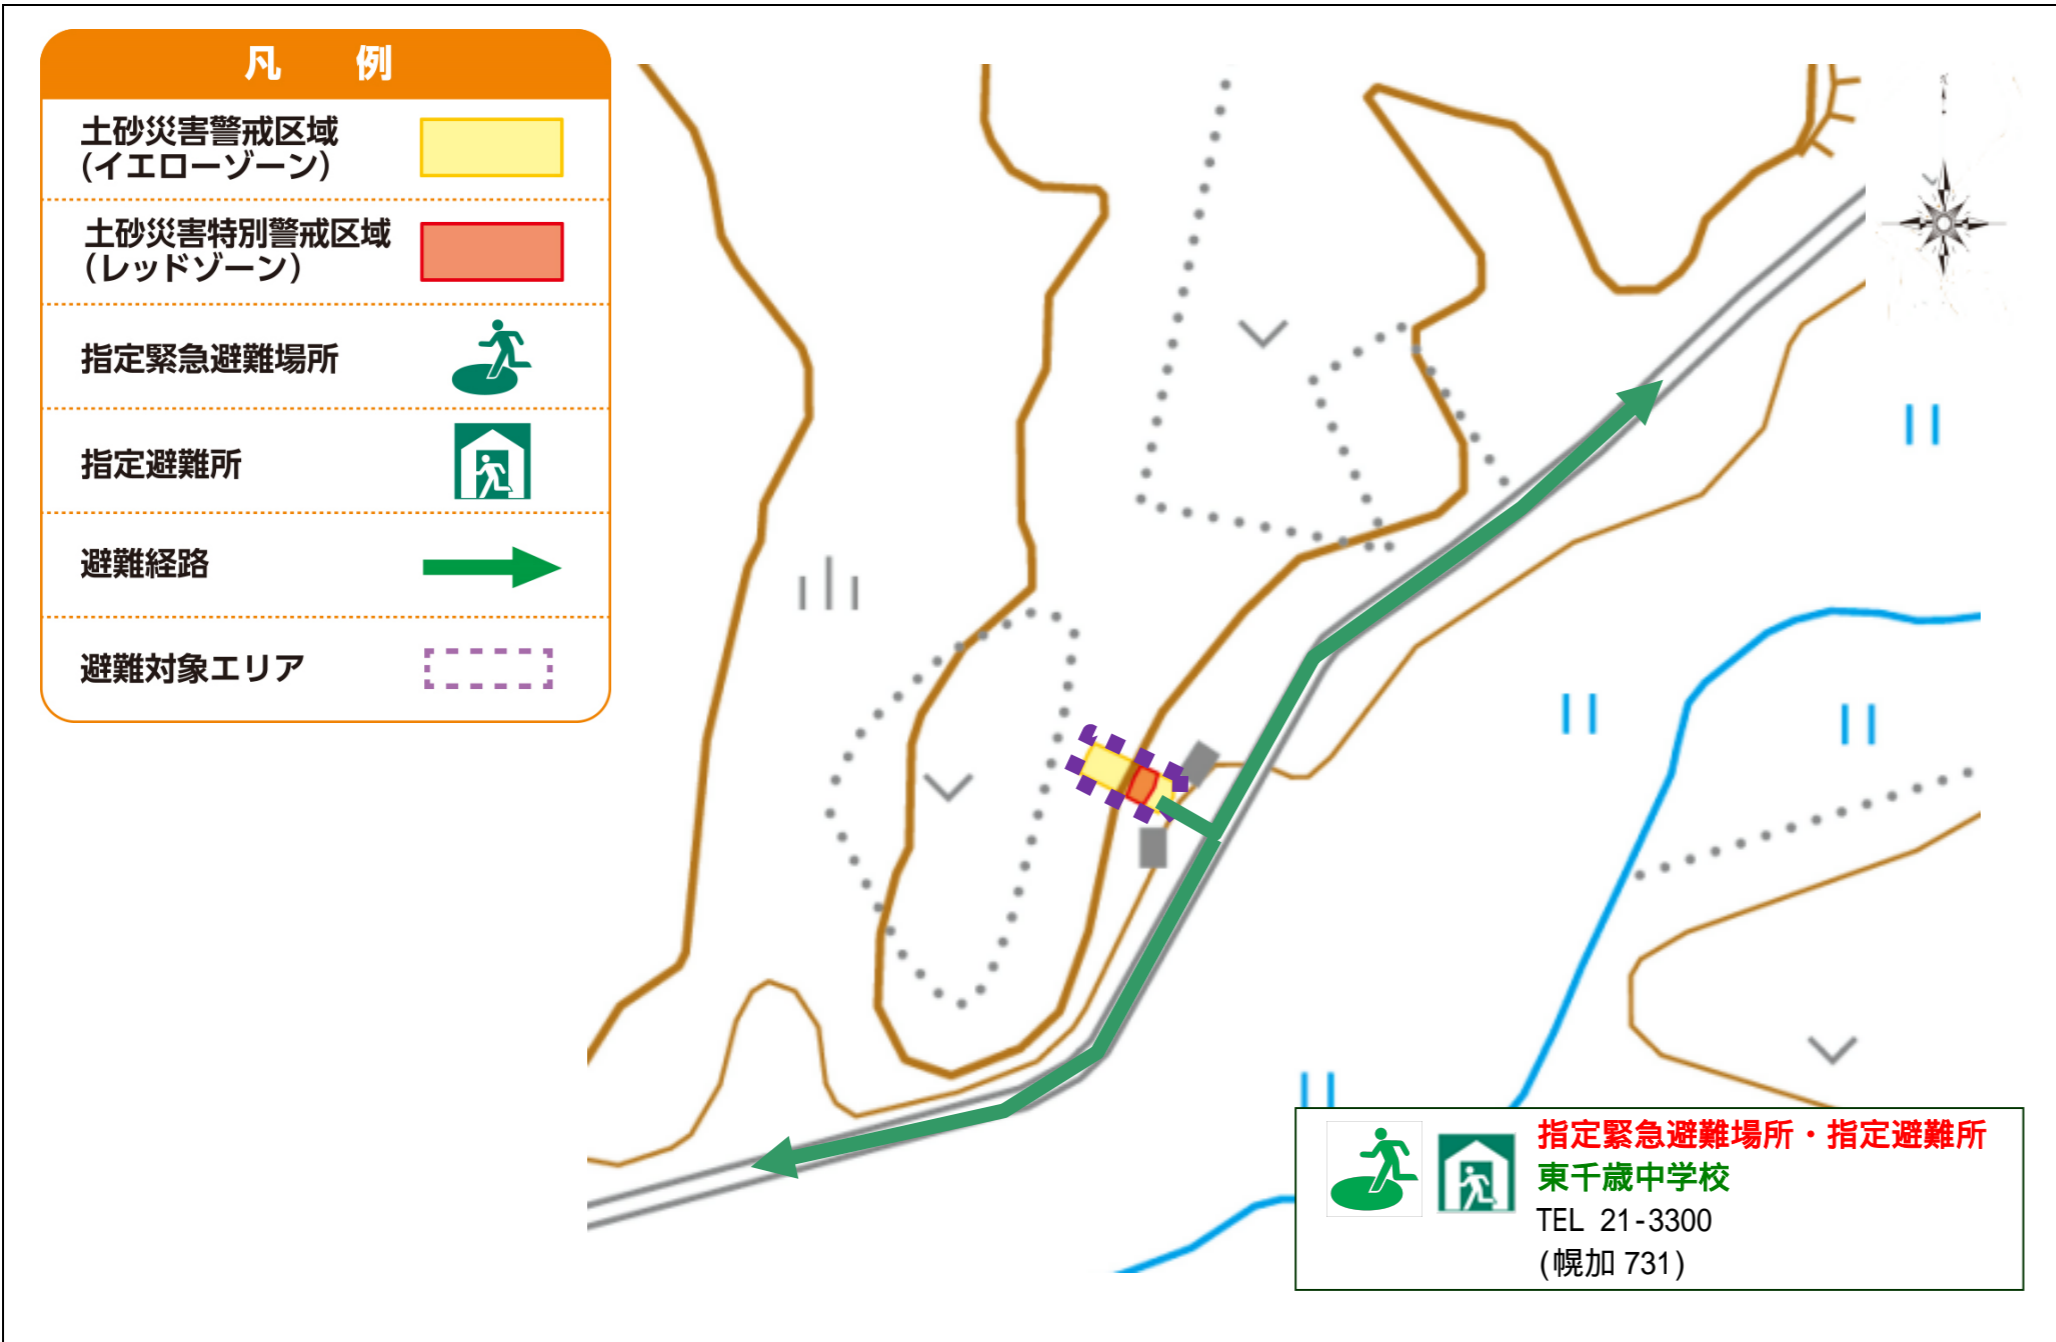 凡 例
土砂災害警戒区域
(イエローゾーン)
土砂災害特別警戒区域
(レッドゾーン)
指定緊急避難場所
指定避難所
避難経路
避難対象エリア
指定緊急避難場所・指定避難所
東千歳中学校
TEL 21-3300
(幌加 731)